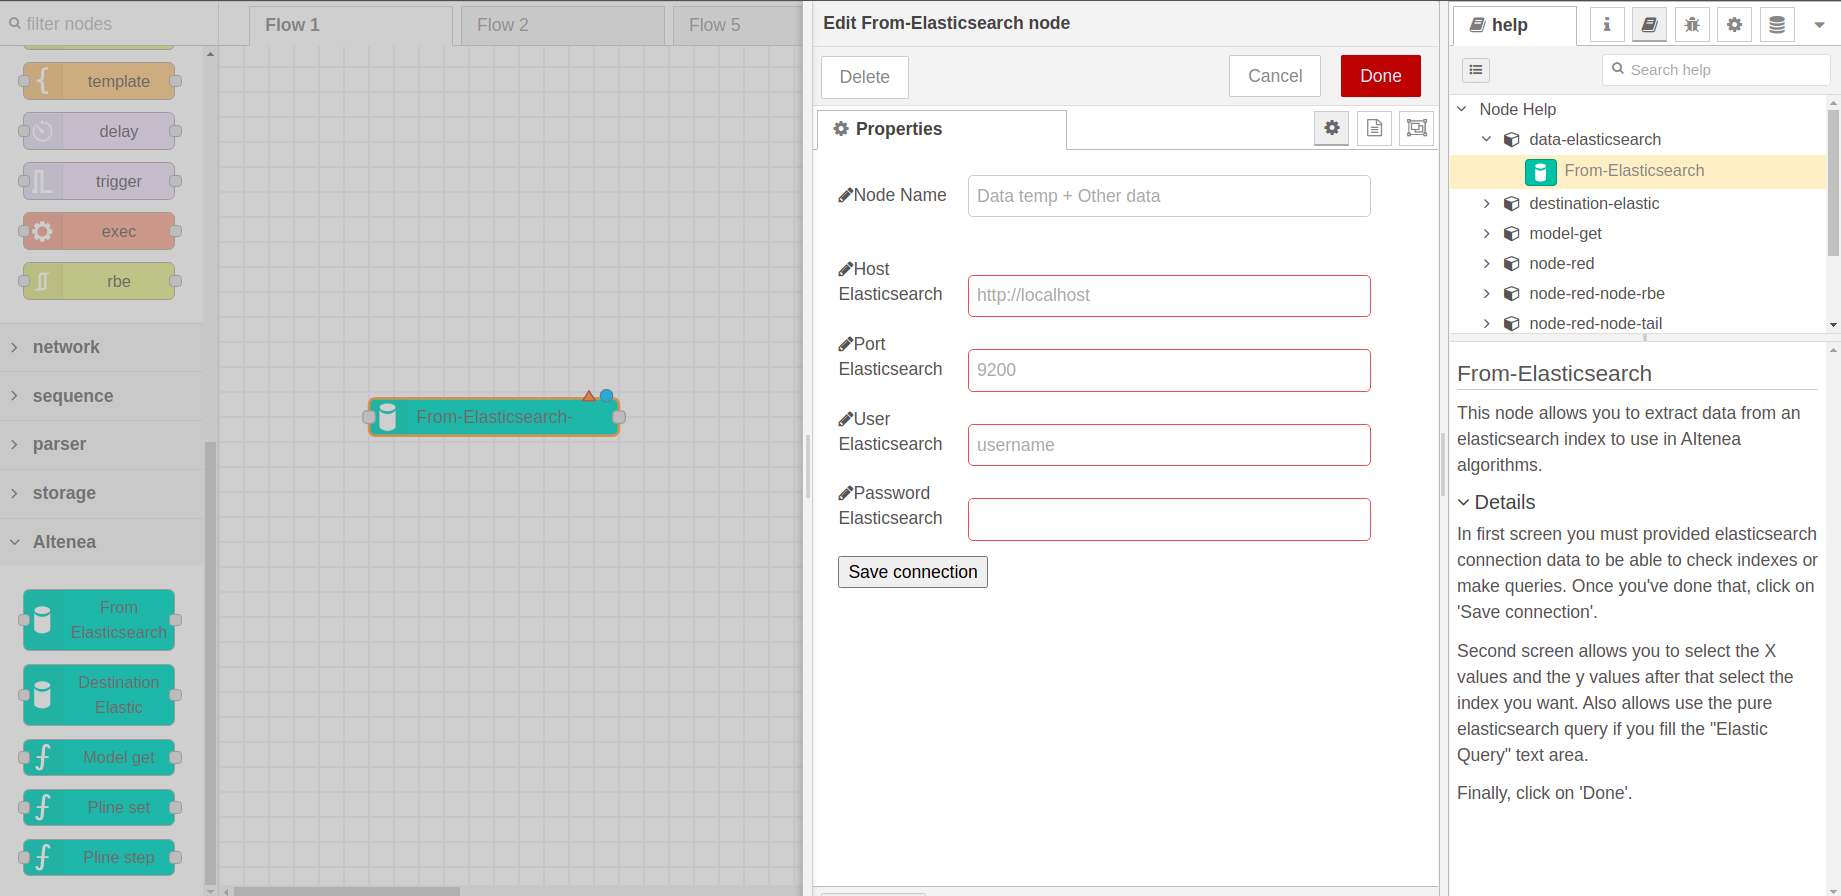 filter nodes
template
delay
trigger
exec
rbe
network
sequence
parser
storage
Altenea
From
Elasticsearch
Destination
Elastic
Model get
Pline set
Pline step
Flow 1
Flow 2
Flow 5
From-Elasticsearch-
Edit From-Elasticsearch node
Delete
Cancel
Done
Properties
Node Name
Data temp + Other data
Host
Elasticsearch
http://localhost
Port
Elasticsearch
9200
User
Elasticsearch
username
Password
Elasticsearch
Save connection
help
Search help
Node Help
data-elasticsearch
From-Elasticsearch
destination-elastic
model-get
node-red
node-red-node-rbe
node-red-node-tail
From-Elasticsearch
This node allows you to extract data from an
elasticsearch index to use in Altenea
algorithms.
Details
In first screen you must provided elasticsearch
connection data to be able to check indexes or
make queries. Once you've done that, click on
'Save connection'.
Second screen allows you to select the X
values and the y values after that select the
index you want. Also allows use the pure
elasticsearch query if you fill the "Elastic
Query" text area.
Finally, click on 'Done'.